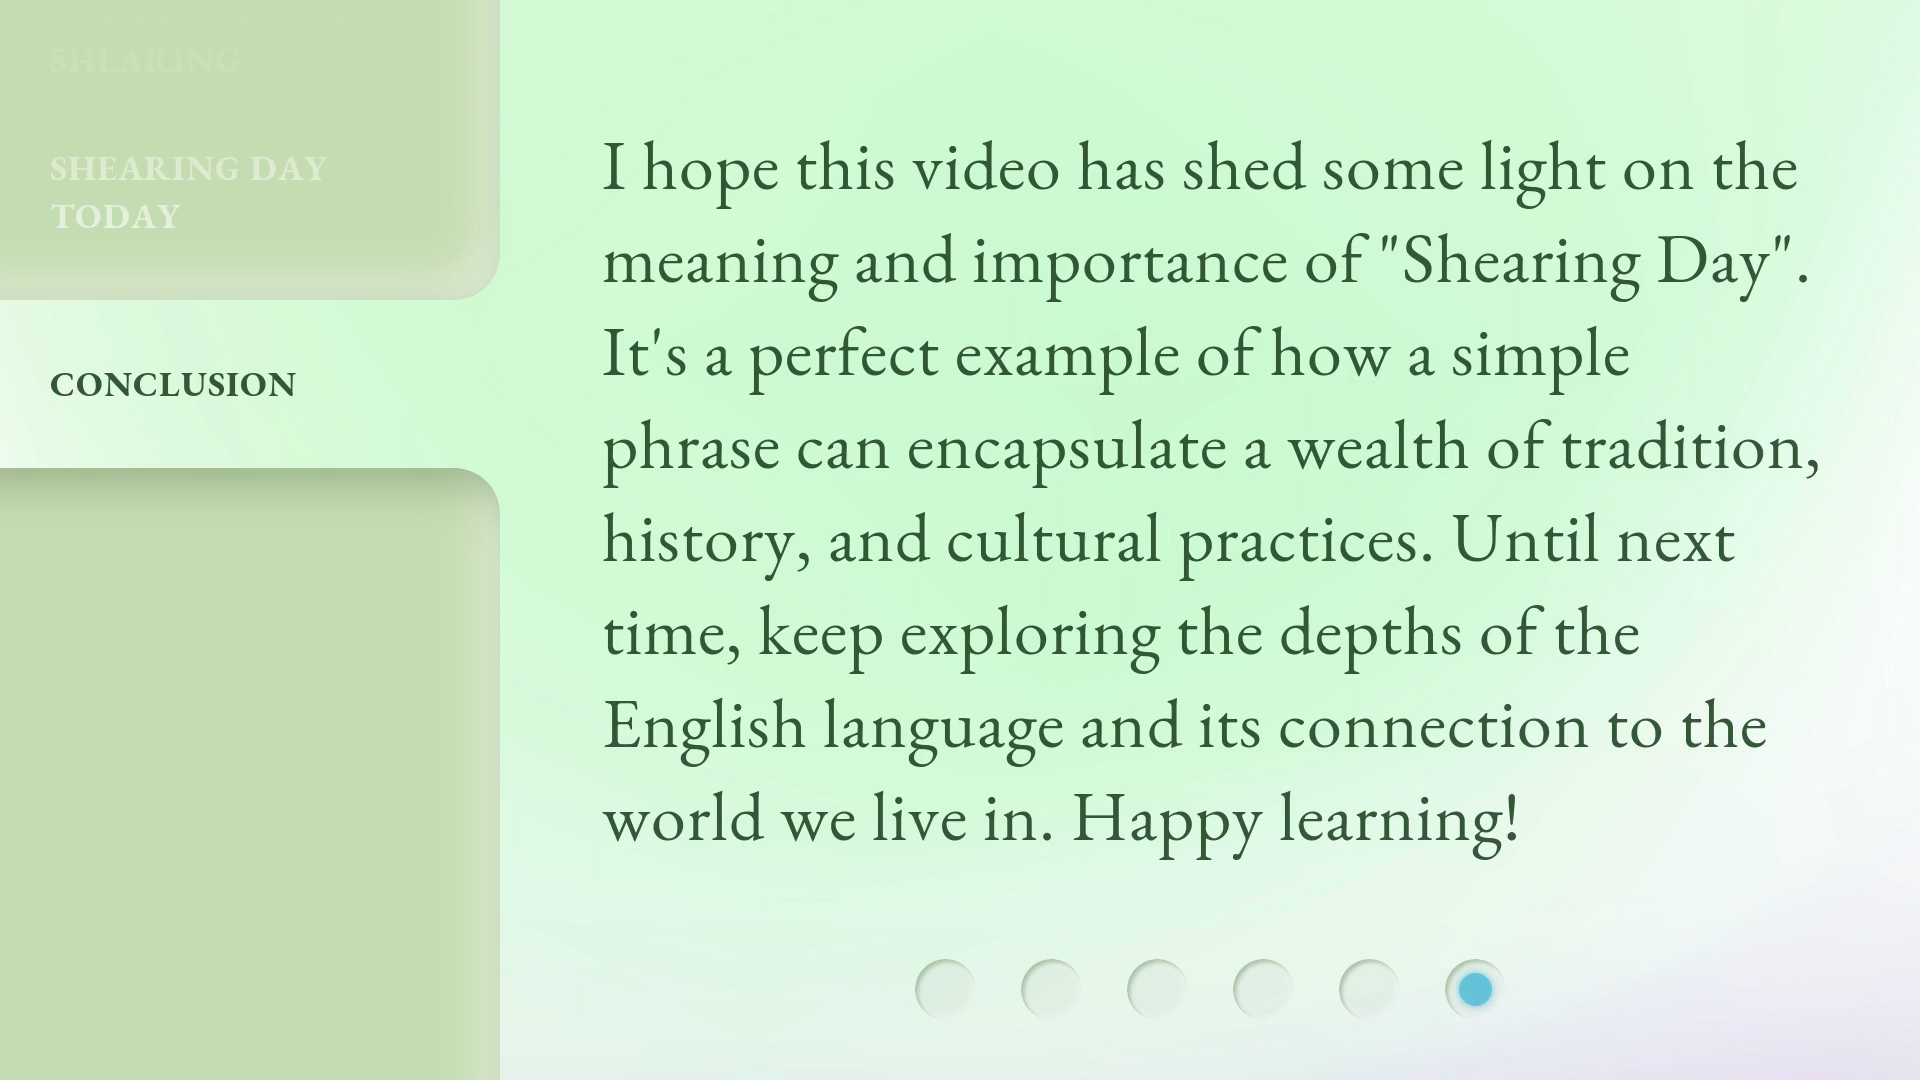 SHEARING
SHEARING DAY
TODAY
CONCLUSION
I hope this video has shed some light on the
meaning and importance of "Shearing Day".
It's a perfect example of how a simple
phrase can encapsulate a wealth of tradition,
history, and cultural practices. Until next
time, keep exploring the depths of the
English language and its connection to the
world we live in. Happy learning!